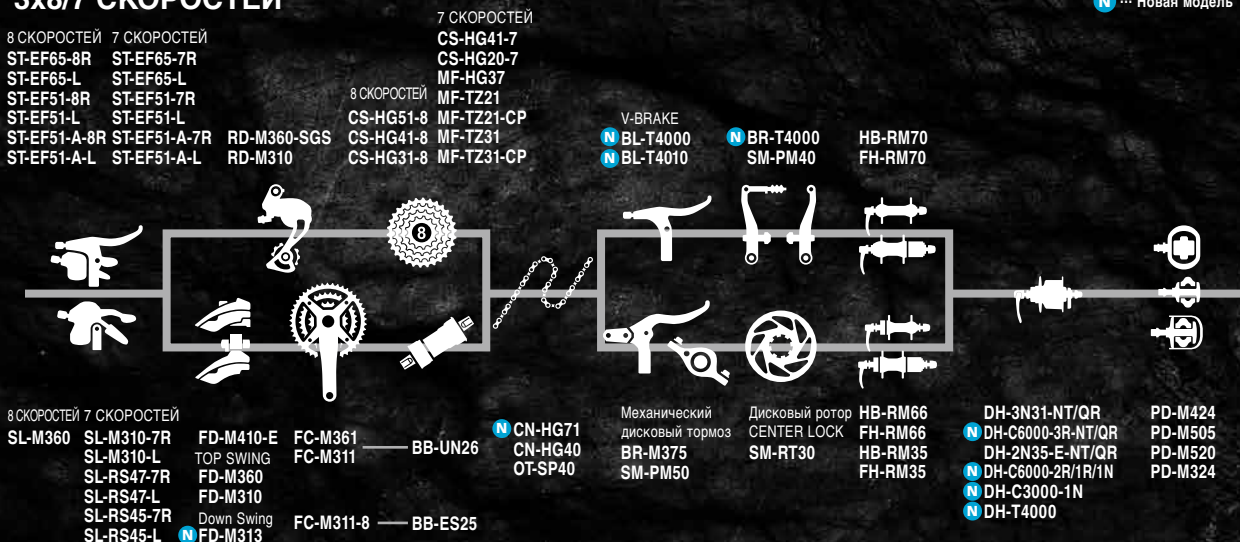 3x8/7 СКОРОСТЕЙ
N ··· Новая модель
8 СКОРОСТЕЙ 7 СКОРОСТЕЙ
ST-EF65-8R ST-EF65-7R
ST-EF65-L ST-EF65-L
ST-EF51-8R ST-EF51-7R
ST-EF51-L ST-EF51-L
ST-EF51-A-8R ST-EF51-A-7R
ST-EF51-A-L ST-EF51-A-L
RD-M360-SGS
RD-M310
8 СКОРОСТЕЙ
CS-HG51-8
CS-HG41-8
CS-HG31-8
7 СКОРОСТЕЙ
CS-HG41-7
CS-HG20-7
MF-HG37
MF-TZ21
MF-TZ21-CP
MF-TZ31
MF-TZ31-CP
V-BRAKE
N BL-T4000
N BL-T4010
N BR-T4000
SM-PM40
HB-RM70
FH-RM70
8
8 СКОРОСТЕЙ 7 СКОРОСТЕЙ
SL-M360 SL-M310-7R
SL-M310-L
SL-RS47-7R
SL-RS47-L
SL-RS45-7R
SL-RS45-L
FD-M410-E
TOP SWING
FD-M360
FD-M310
Down Swing
N FD-M313
FC-M361
FC-M311
BB-UN26
FC-M311-8 BB-ES25
N CN-HG71
CN-HG40
OT-SP40
Механический
дисковый тормоз
BR-M375
SM-PM50
Дисковый ротор
CENTER LOCK
SM-RT30
HB-RM66
FH-RM66
HB-RM35
FH-RM35
DH-3N31-NT/QR
N DH-C6000-3R-NT/QR
DH-2N35-E-NT/QR
N DH-C6000-2R/1R/1N
N DH-C3000-1N
N DH-T4000
PD-M424
PD-M505
PD-M520
PD-M324